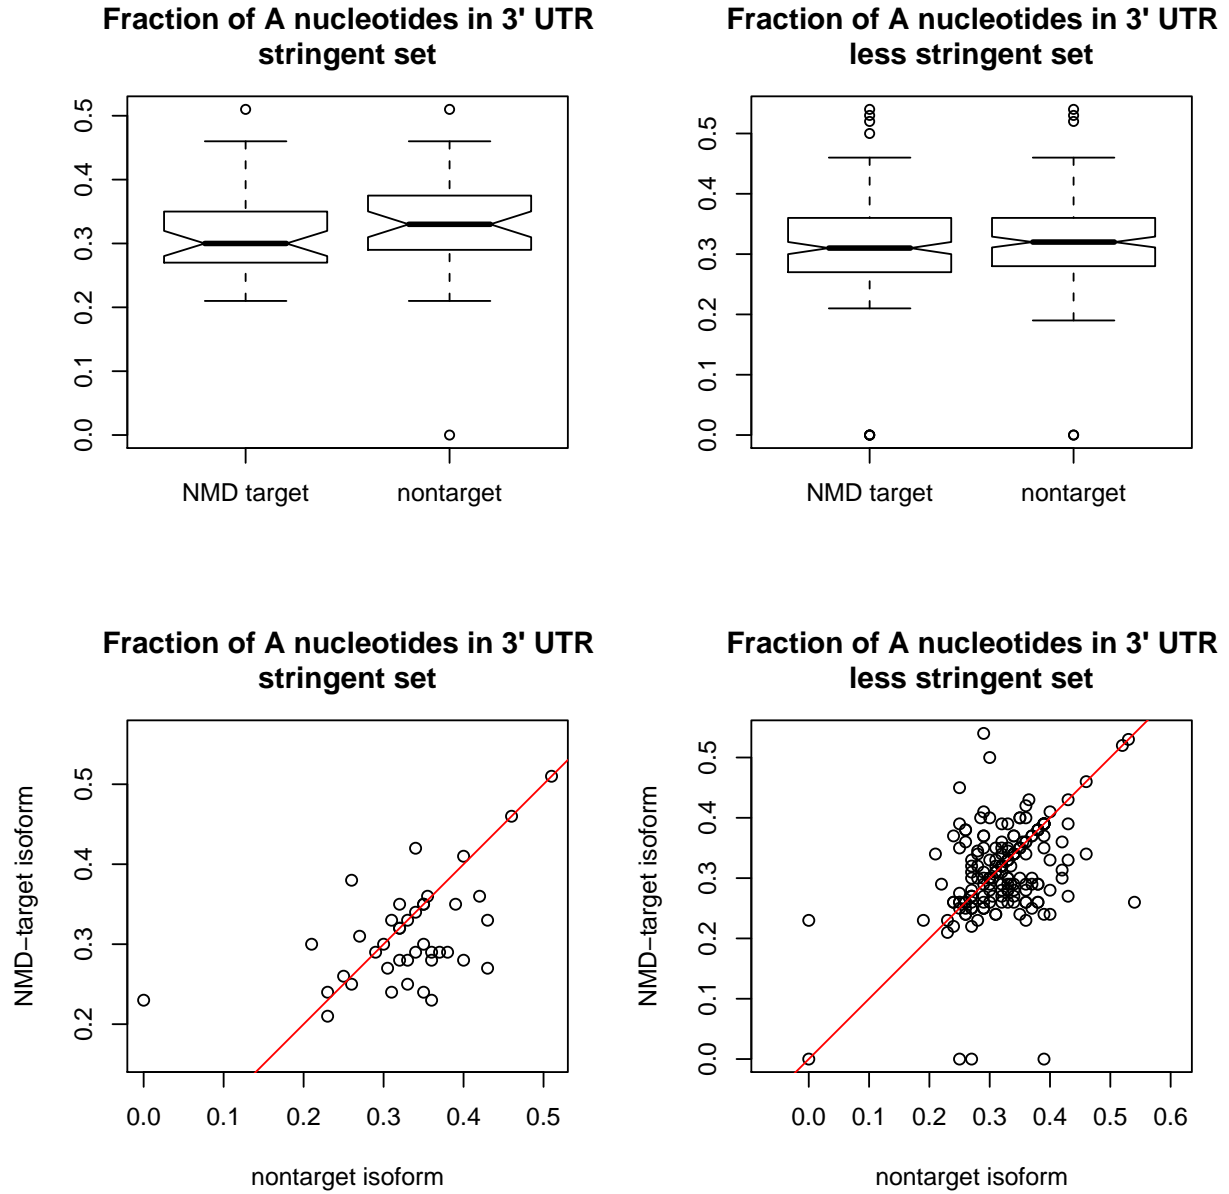 Fraction of A nucleotides in 3' UTR
stringent set
0.0
0.1
0.2
0.3
0.4
0.5
NMD target
nontarget
Fraction of A nucleotides in 3' UTR
less stringent set
0.0
0.1
0.2
0.3
0.4
0.5
NMD target
nontarget
Fraction of A nucleotides in 3' UTR
stringent set
NMD−target isoform
0.2
0.3
0.4
0.5
0.0 0.1 0.2 0.3 0.4 0.5
nontarget isoform
Fraction of A nucleotides in 3' UTR
less stringent set
NMD−target isoform
0.0
0.1
0.2
0.3
0.4
0.5
0.0 0.1 0.2 0.3 0.4 0.5 0.6
nontarget isoform